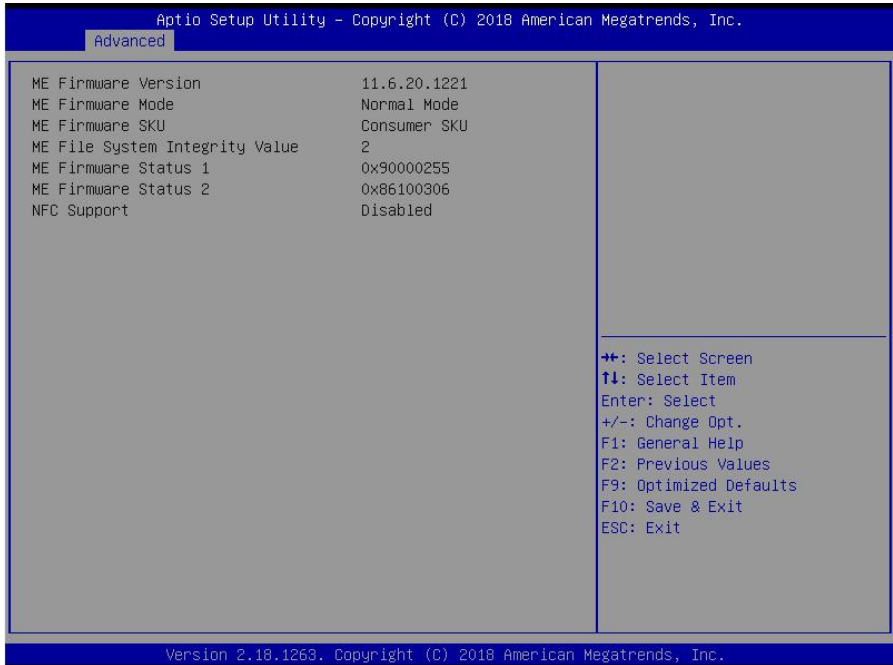 Aptio Setup Utility – Copyright (C) 2018 American Megatrends, Inc.
Advanced
ME Firmware Version 11.6.20.1221
ME Firmware Mode Normal Mode
ME Firmware SKU Consumer SKU
ME File System Integrity Value 2
ME Firmware Status 1 0x90000255
ME Firmware Status 2 0x86100306
NFC Support Disabled
→←: Select Screen
↑↓: Select Item
Enter: Select
+/-: Change Opt.
F1: General Help
F2: Previous Values
F9: Optimized Defaults
F10: Save & Exit
ESC: Exit
Version 2.18.1263. Copyright (C) 2018 American Megatrends, Inc.